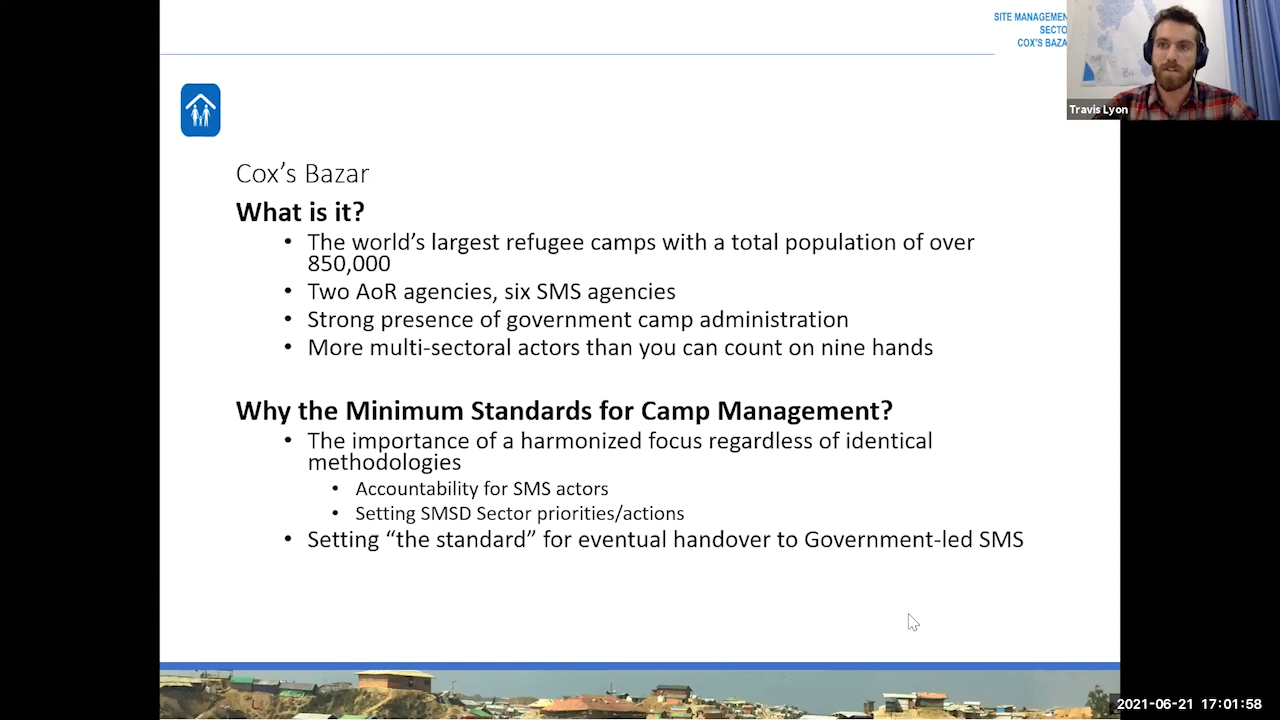 SITE MANAGEMEN
SECTO
COX'S BAZA
Travis Lyon
Cox's Bazar
What is it?
• The world's largest refugee camps with a total population of over
850,000
• Two AoR agencies, six SMS agencies
• Strong presence of government camp administration
• More multi-sectoral actors than you can count on nine hands
Why the Minimum Standards for Camp Management?
• The importance of a harmonized focus regardless of identical
methodologies
• Accountability for SMS actors
• Setting SMSD Sector priorities/actions
• Setting “the standard” for eventual handover to Government-led SMS
2021-06-21 17:01:58